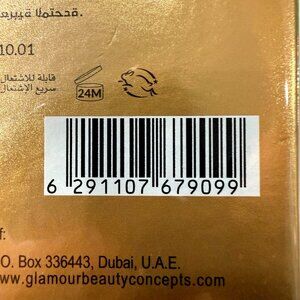 العربية المتحدة.
10.01
قابلة للاشتعال
سريع الاشتعال
24M
6 291107 679099
f:
.O. Box 336443, Dubai, U.A.E.
www.glamourbeautyconcepts.com